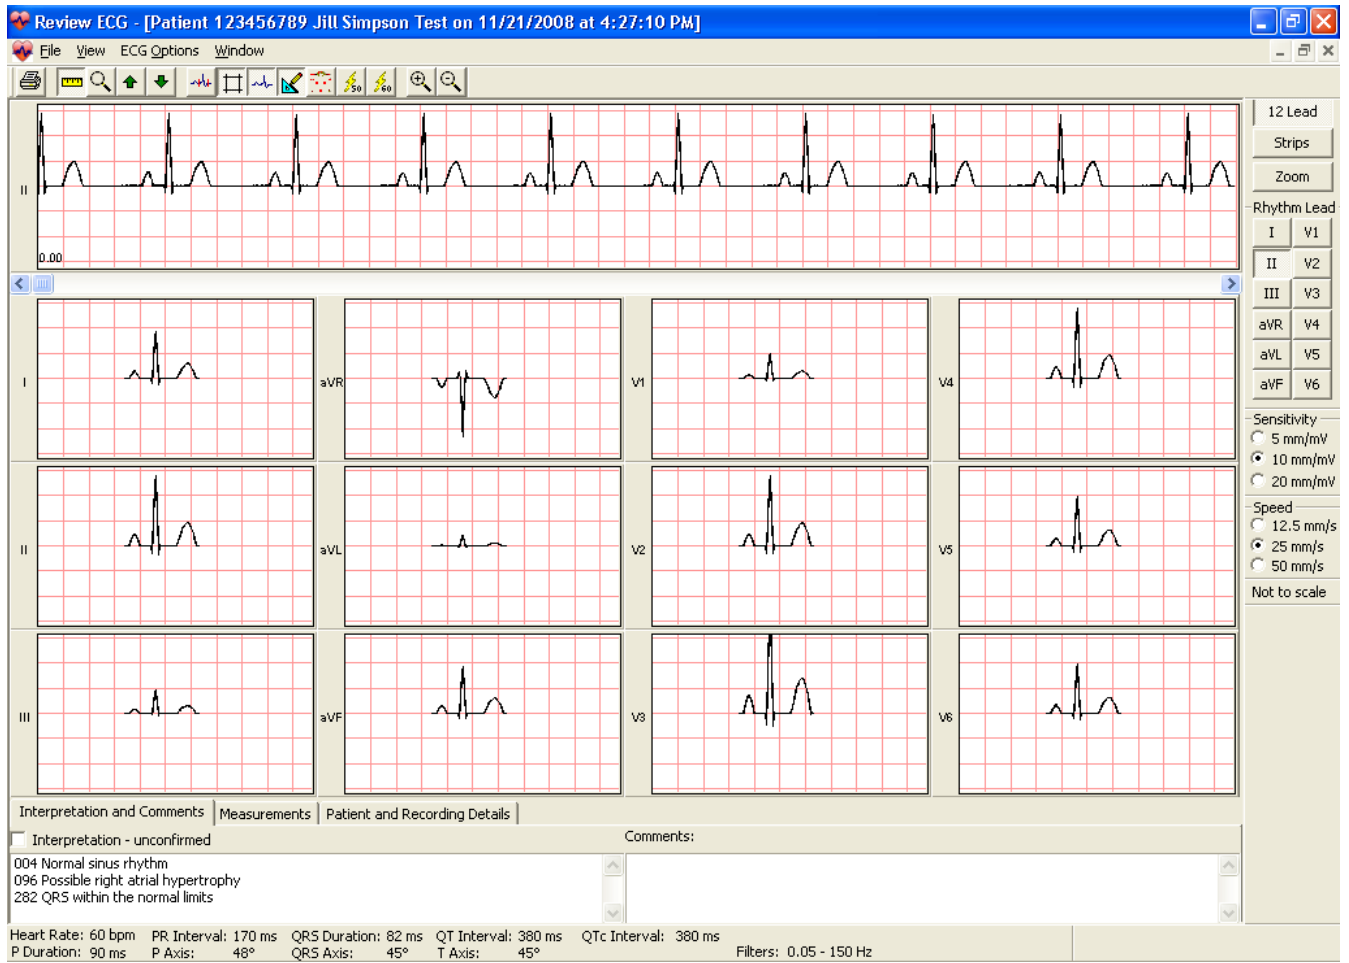 Review ECG - [Patient 123456789 Jill Simpson Test on 11/21/2008 at 4:27:10 PM]
File View ECG Options Window
50 60
12 Lead
Strips
Zoom
II
0.00
Rhythm Lead
I V1
II V2
III V3
aVR V4
aVL V5
aVF V6
I aVR V1 V4
II aVL V2 V5
III aVF V3 V6
Sensitivity
5 mm/mV
10 mm/mV
20 mm/mV
Speed
12.5 mm/s
25 mm/s
50 mm/s
Not to scale
Interpretation and Comments Measurements Patient and Recording Details
Interpretation - unconfirmed Comments:
004 Normal sinus rhythm
096 Possible right atrial hypertrophy
282 QRS within the normal limits
Heart Rate: 60 bpm PR Interval: 170 ms QRS Duration: 82 ms QT Interval: 380 ms QTc Interval: 380 ms
P Duration: 90 ms P Axis: 48° QRS Axis: 45° T Axis: 45° Filters: 0.05 - 150 Hz